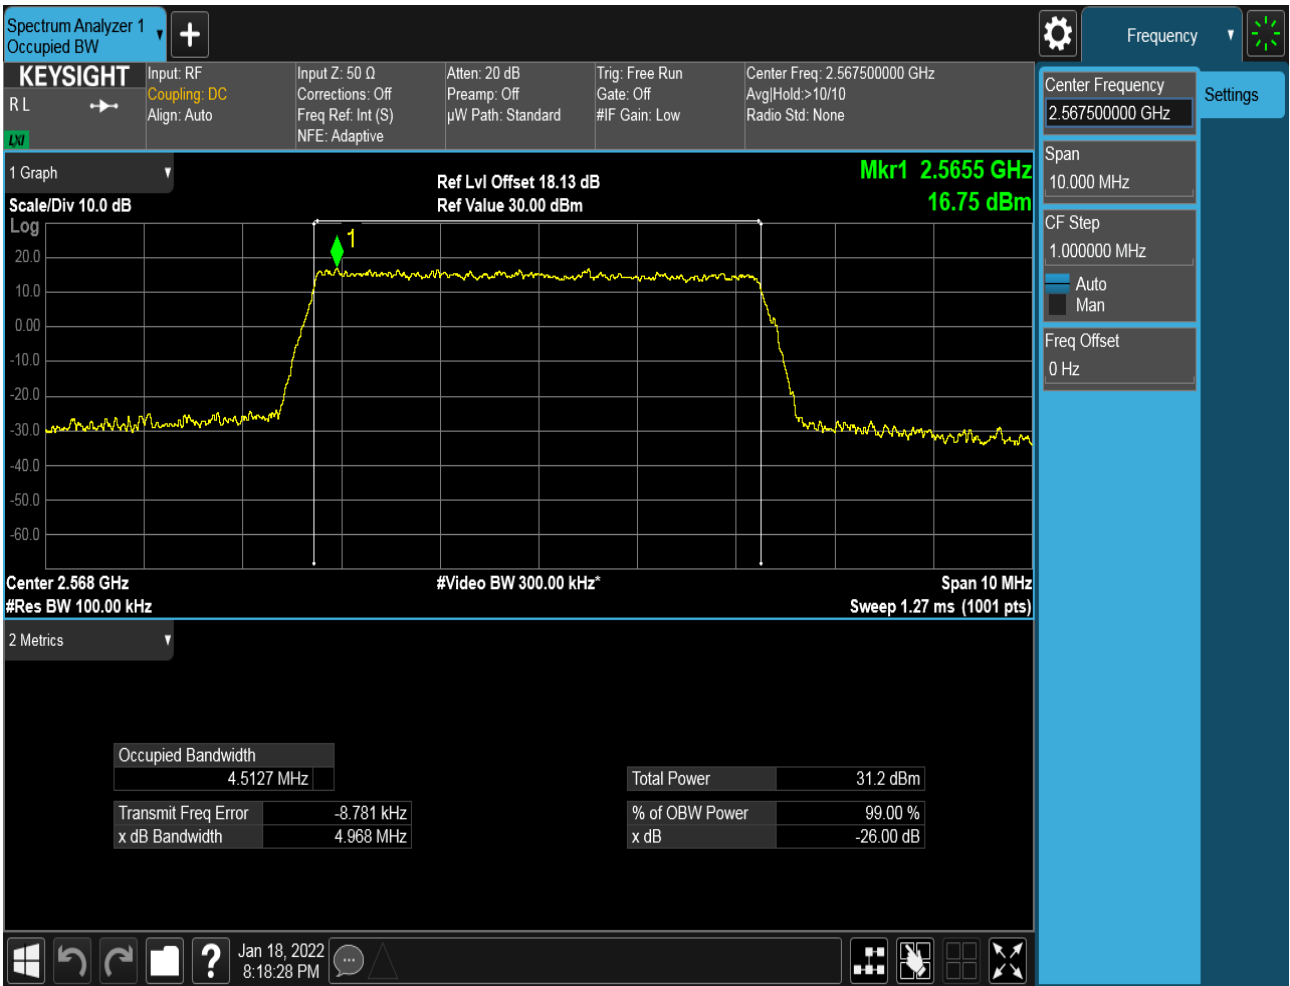 Spectrum Analyzer 1
Occupied BW
Frequency
KEYSIGHT
R L
LXI
Input: RF
Coupling: DC
Align: Auto
Input Z: 50 Ω
Corrections: Off
Freq Ref: Int (S)
NFE: Adaptive
Atten: 20 dB
Preamp: Off
µW Path: Standard
Trig: Free Run
Gate: Off
#IF Gain: Low
Center Freq: 2.567500000 GHz
Avg|Hold:>10/10
Radio Std: None
Center Frequency
2.567500000 GHz
Settings
Span
10.000 MHz
CF Step
1.000000 MHz
Auto
Man
Freq Offset
0 Hz
1 Graph
Scale/Div 10.0 dB
Ref Lvl Offset 18.13 dB
Ref Value 30.00 dBm
Mkr1 2.5655 GHz
16.75 dBm
Log
1
20.0
10.0
0.00
-10.0
-20.0
-30.0
-40.0
-50.0
-60.0
Center 2.568 GHz
#Res BW 100.00 kHz
#Video BW 300.00 kHz*
Span 10 MHz
Sweep 1.27 ms (1001 pts)
2 Metrics
Occupied Bandwidth
4.5127 MHz
Transmit Freq Error -8.781 kHz
x dB Bandwidth 4.968 MHz
Total Power 31.2 dBm
% of OBW Power 99.00 %
x dB -26.00 dB
?
Jan 18, 2022
8:18:28 PM